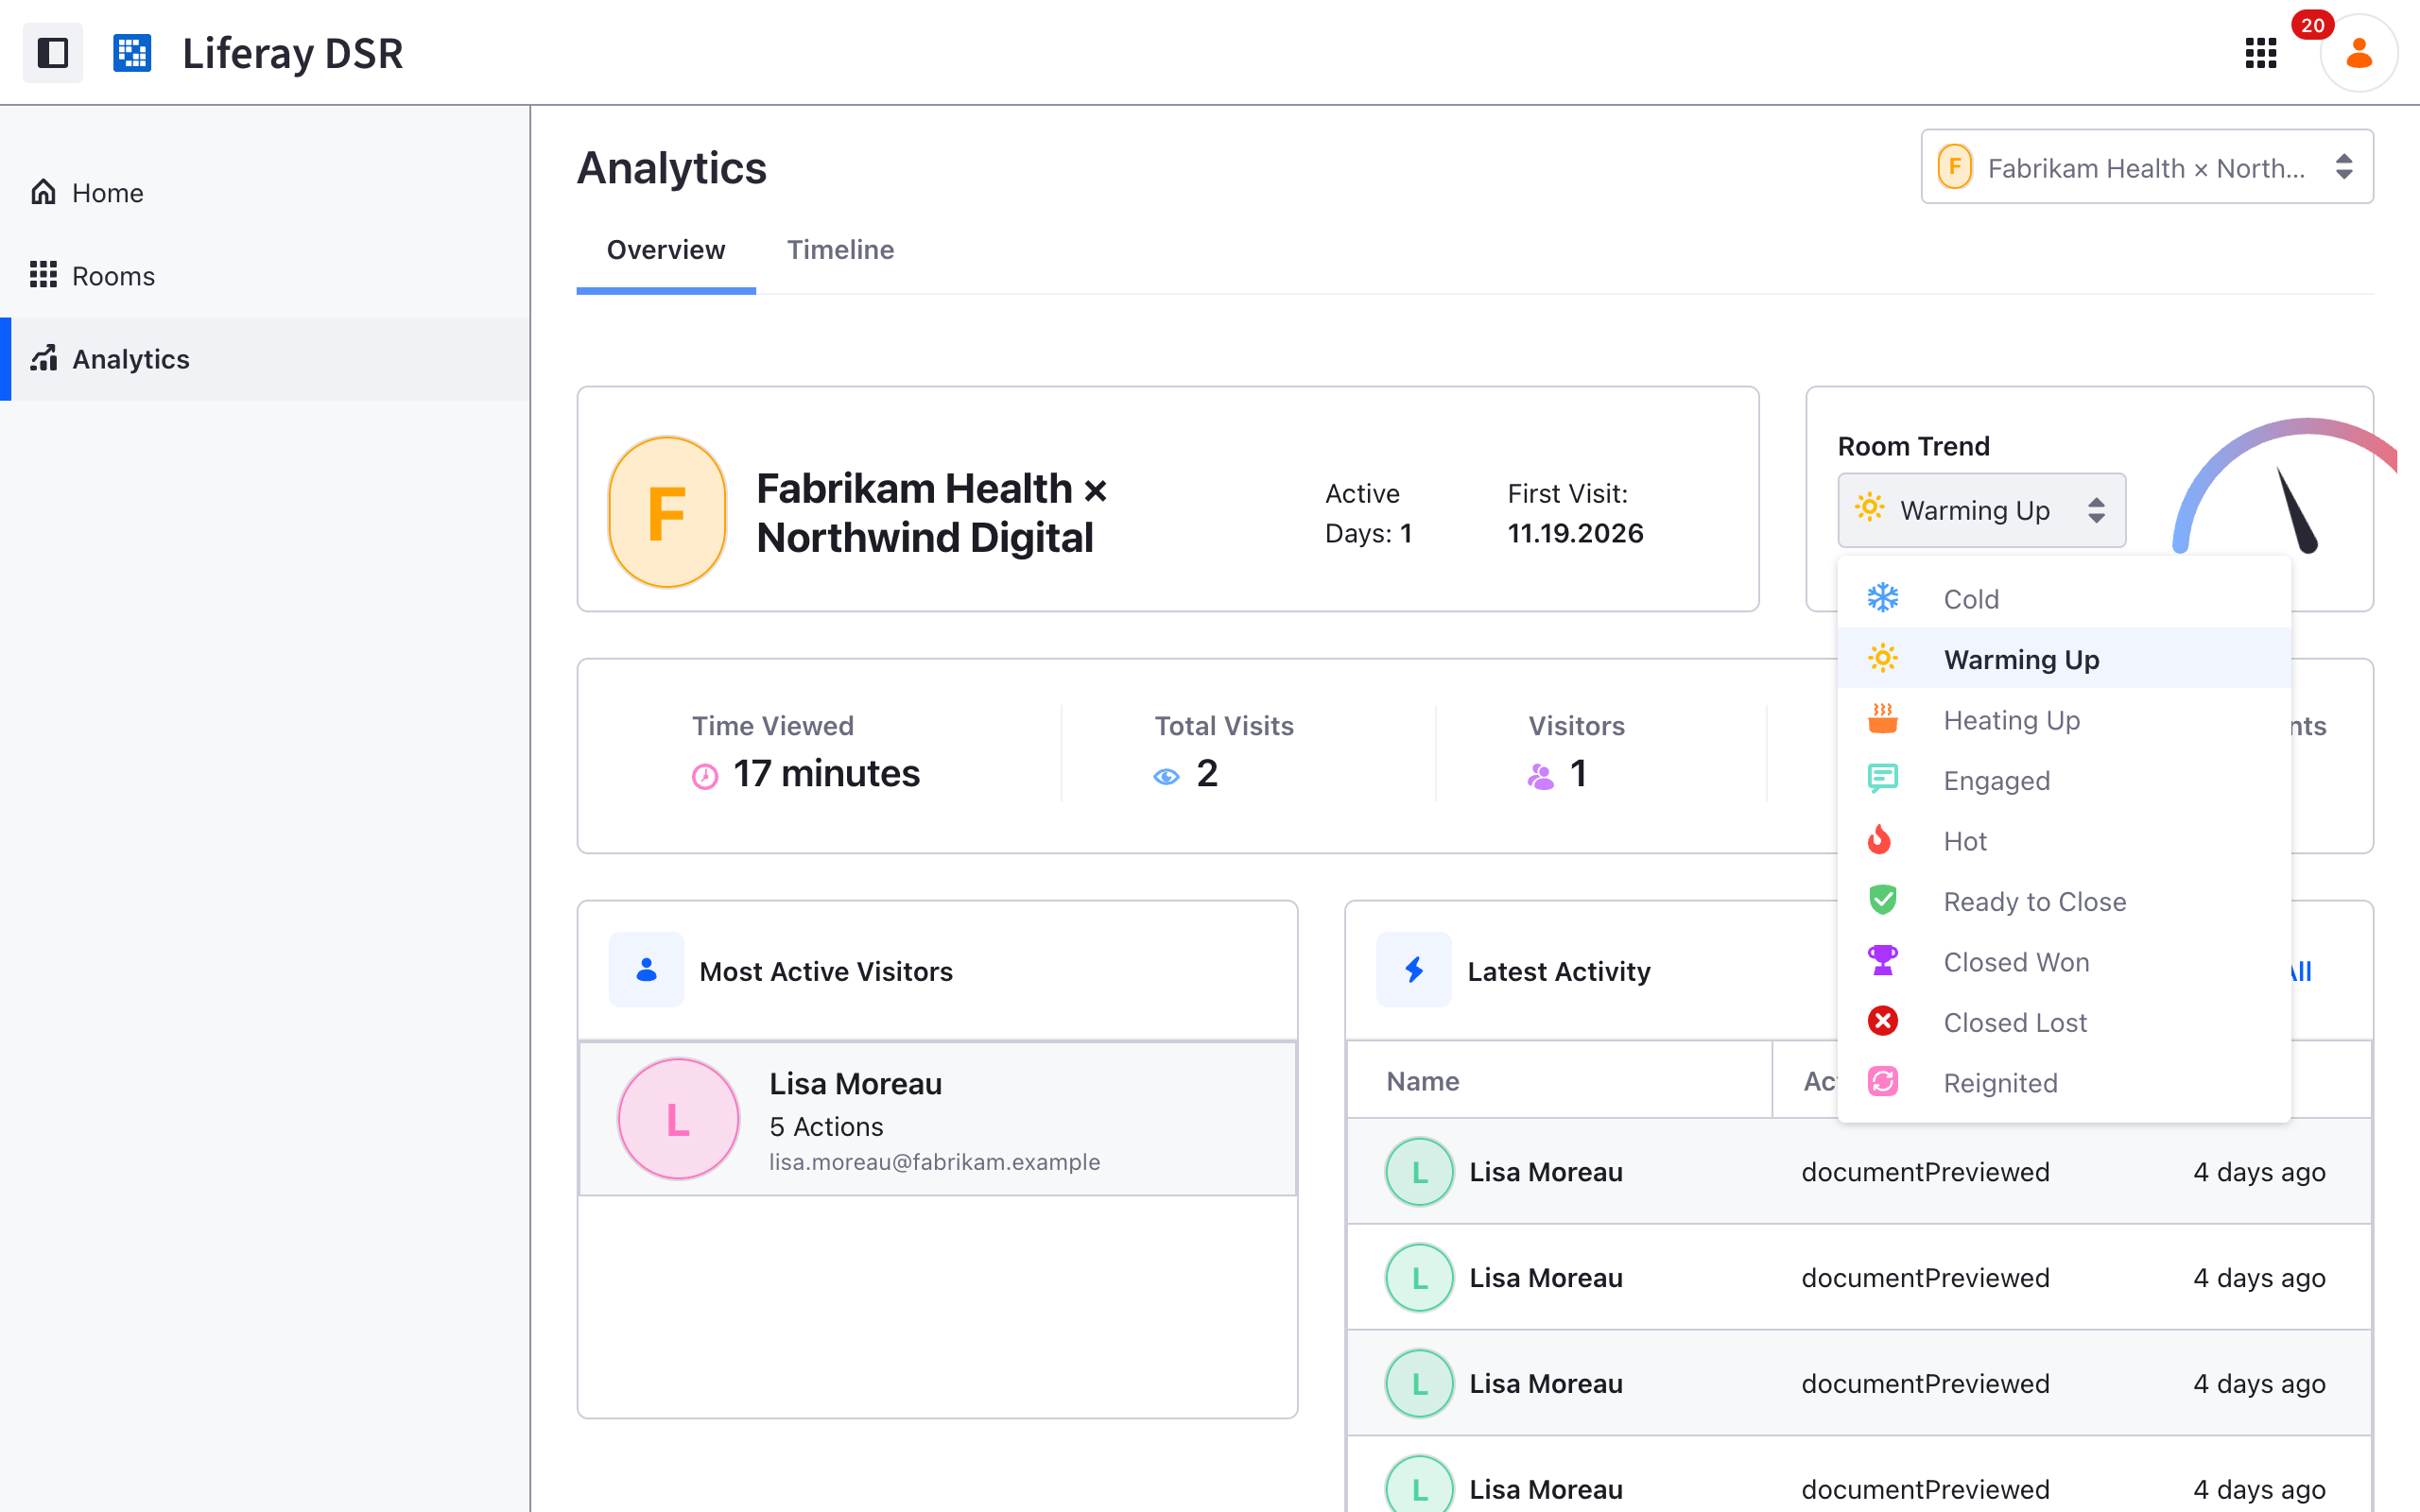 Liferay DSR
20
Home
Rooms
Analytics
Analytics
F
Fabrikam Health × North...
Overview
Timeline
F
Fabrikam Health ×
Northwind Digital
Active
Days: 1
First Visit:
11.19.2026
Room Trend
Warming Up
Cold
Warming Up
Heating Up
Engaged
Hot
Ready to Close
Closed Won
Closed Lost
Reignited
Time Viewed
17 minutes
Total Visits
2
Visitors
1
Most Active Visitors
L
Lisa Moreau
5 Actions
lisa.moreau@fabrikam.example
Latest Activity
All
Name
L
Lisa Moreau
documentPreviewed
4 days ago
L
Lisa Moreau
documentPreviewed
4 days ago
L
Lisa Moreau
documentPreviewed
4 days ago
L
Lisa Moreau
documentPreviewed
4 days ago